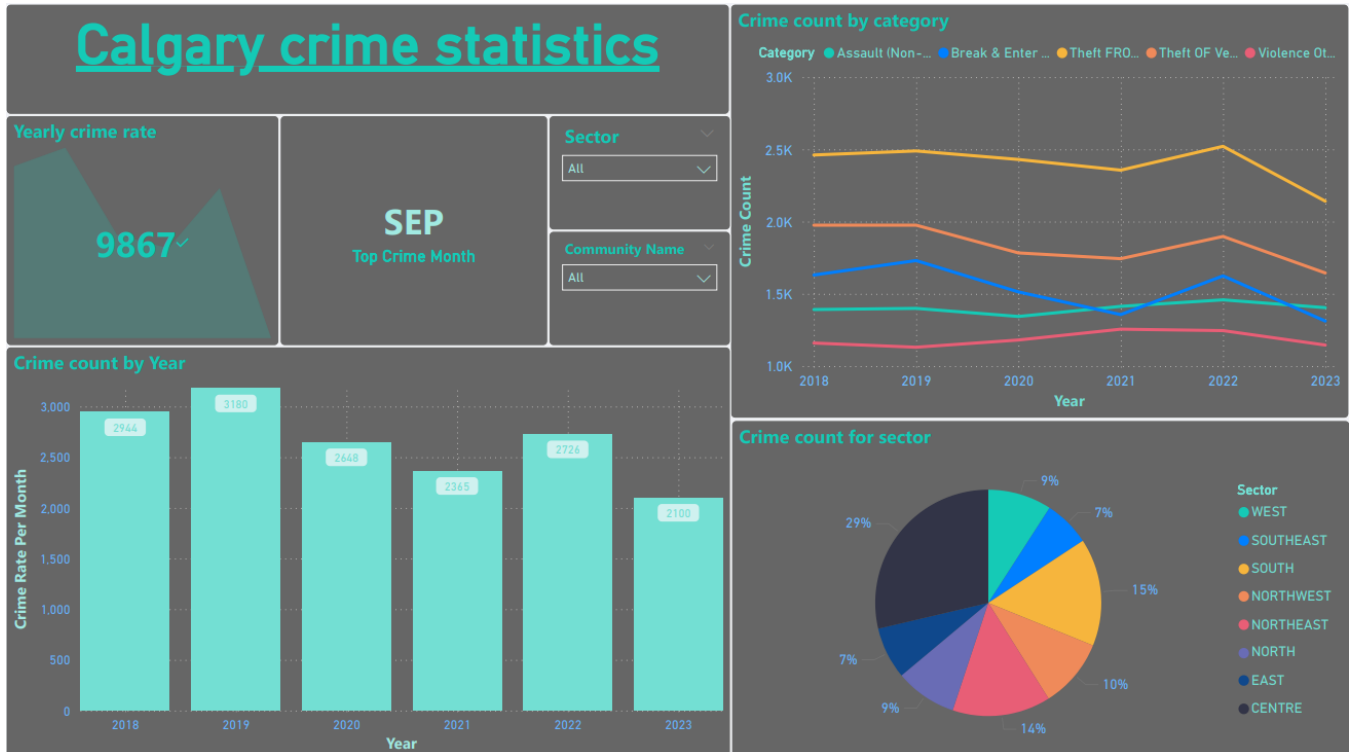 Calgary crime statistics
Yearly crime rate
9867
SEP
Top Crime Month
Sector
All
Community Name
All
Crime count by category
Category
Assault (Non-...
Break & Enter ...
Theft FRO...
Theft OF Ve...
Violence Ot...
3.0K
2.5K
2.0K
1.5K
1.0K
Crime Count
2018 2019 2020 2021 2022 2023
Year
Crime count by Year
3,000
2,500
2,000
1,500
1,000
500
0
Crime Rate Per Month
2944
3180
2648
2365
2726
2100
2018 2019 2020 2021 2022 2023
Year
Crime count for sector
9%
7%
15%
10%
14%
9%
7%
29%
Sector
WEST
SOUTHEAST
SOUTH
NORTHWEST
NORTHEAST
NORTH
EAST
CENTRE